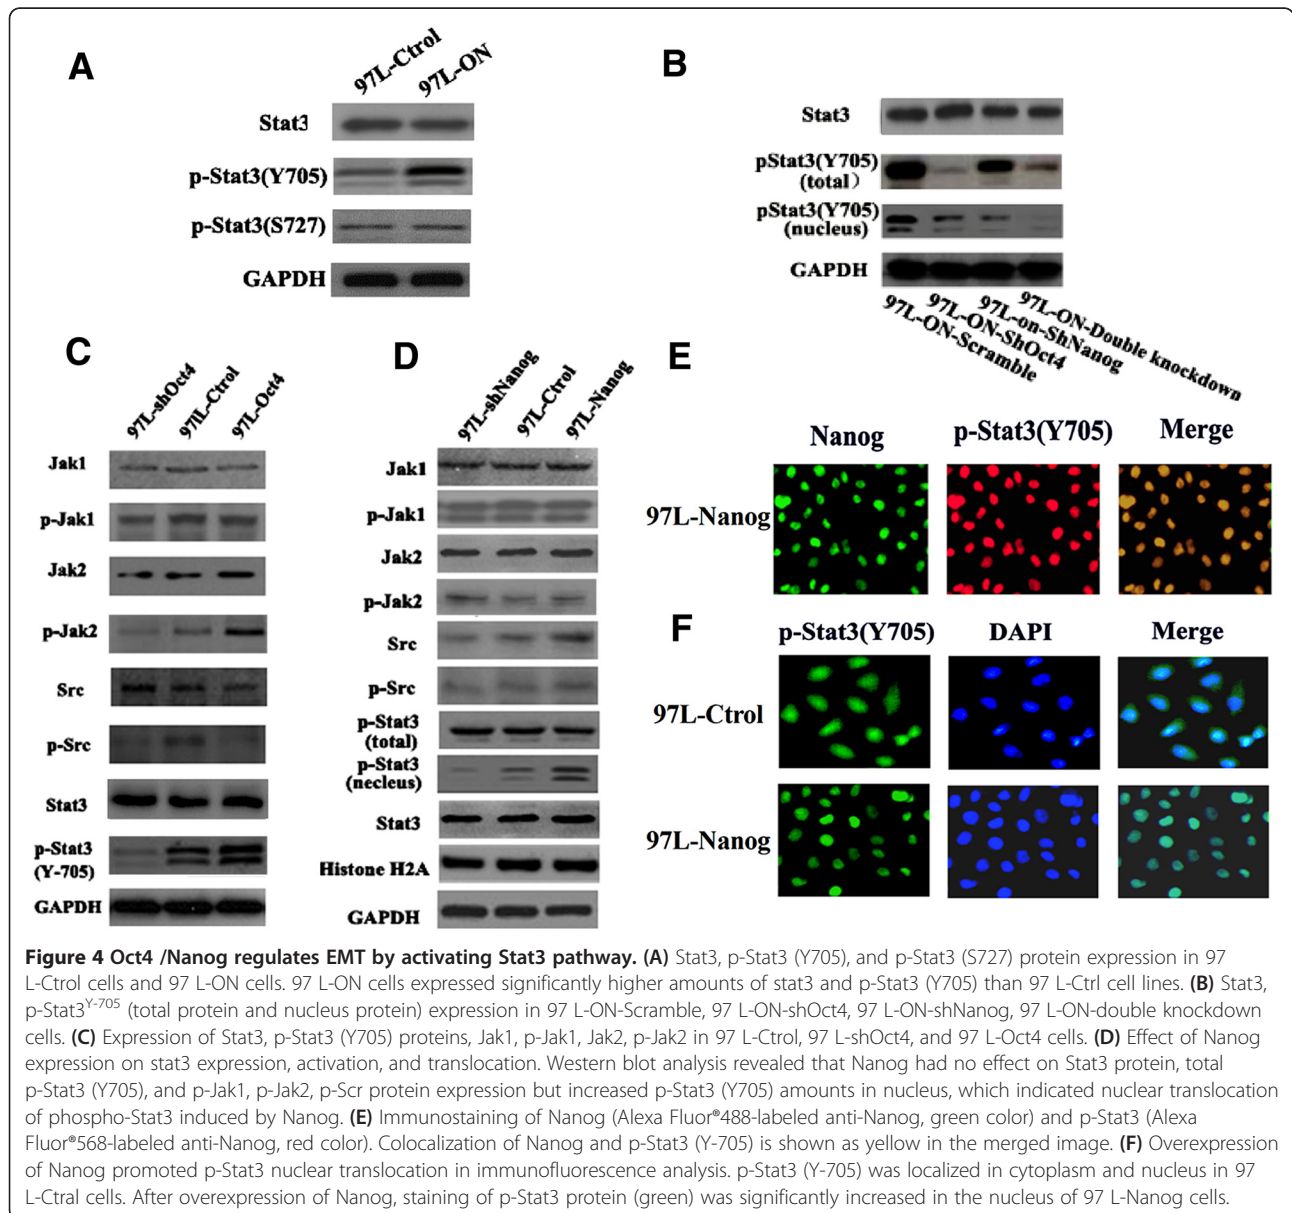 A
97L-Ctrol
97L-ON
Stat3
p-Stat3(Y705)
p-Stat3(S727)
GAPDH
B
Stat3
pStat3(Y705)
(total）
pStat3(Y705)
(nucleus)
GAPDH
97L-ON-Scramble
97L-ON-ShOct4
97L-on-ShNanog
97L-ON-Double knockdown
C
97L-shOct4
97lL-Ctrol
97L-Oct4
Jak1
p-Jak1
Jak2
p-Jak2
Src
p-Src
Stat3
p-Stat3
(Y-705)
GAPDH
D
97L-shNanog
97L-Ctrol
97L-Nanog
Jak1
p-Jak1
Jak2
p-Jak2
Src
p-Src
p-Stat3
(total)
p-Stat3
(necleus)
Stat3
Histone H2A
GAPDH
E
Nanog
p-Stat3(Y705)
Merge
97L-Nanog
F
p-Stat3(Y705)
DAPI
Merge
97L-Ctrol
97L-Nanog
Figure 4 Oct4 /Nanog regulates EMT by activating Stat3 pathway. (A) Stat3, p-Stat3 (Y705), and p-Stat3 (S727) protein expression in 97
L-Ctrol cells and 97 L-ON cells. 97 L-ON cells expressed significantly higher amounts of stat3 and p-Stat3 (Y705) than 97 L-Ctrl cell lines. (B) Stat3,
p-Stat3Y-705 (total protein and nucleus protein) expression in 97 L-ON-Scramble, 97 L-ON-shOct4, 97 L-ON-shNanog, 97 L-ON-double knockdown
cells. (C) Expression of Stat3, p-Stat3 (Y705) proteins, Jak1, p-Jak1, Jak2, p-Jak2 in 97 L-Ctrol, 97 L-shOct4, and 97 L-Oct4 cells. (D) Effect of Nanog
expression on stat3 expression, activation, and translocation. Western blot analysis revealed that Nanog had no effect on Stat3 protein, total
p-Stat3 (Y705), and p-Jak1, p-Jak2, p-Scr protein expression but increased p-Stat3 (Y705) amounts in nucleus, which indicated nuclear translocation
of phospho-Stat3 induced by Nanog. (E) Immunostaining of Nanog (Alexa Fluor®488-labeled anti-Nanog, green color) and p-Stat3 (Alexa
Fluor®568-labeled anti-Nanog, red color). Colocalization of Nanog and p-Stat3 (Y-705) is shown as yellow in the merged image. (F) Overexpression
of Nanog promoted p-Stat3 nuclear translocation in immunofluorescence analysis. p-Stat3 (Y-705) was localized in cytoplasm and nucleus in 97
L-Ctral cells. After overexpression of Nanog, staining of p-Stat3 protein (green) was significantly increased in the nucleus of 97 L-Nanog cells.